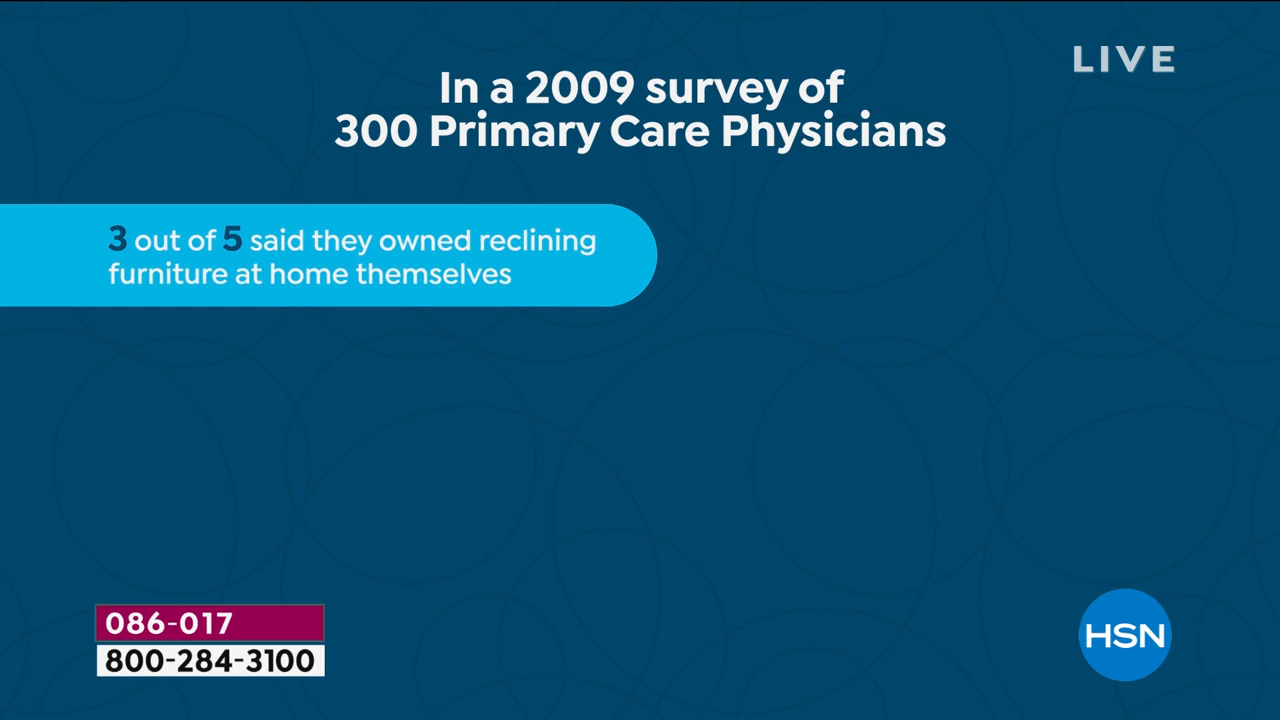 LIVE
In a 2009 survey of
300 Primary Care Physicians
3 out of 5 said they owned reclining
furniture at home themselves
086-017
800-284-3100
HSN